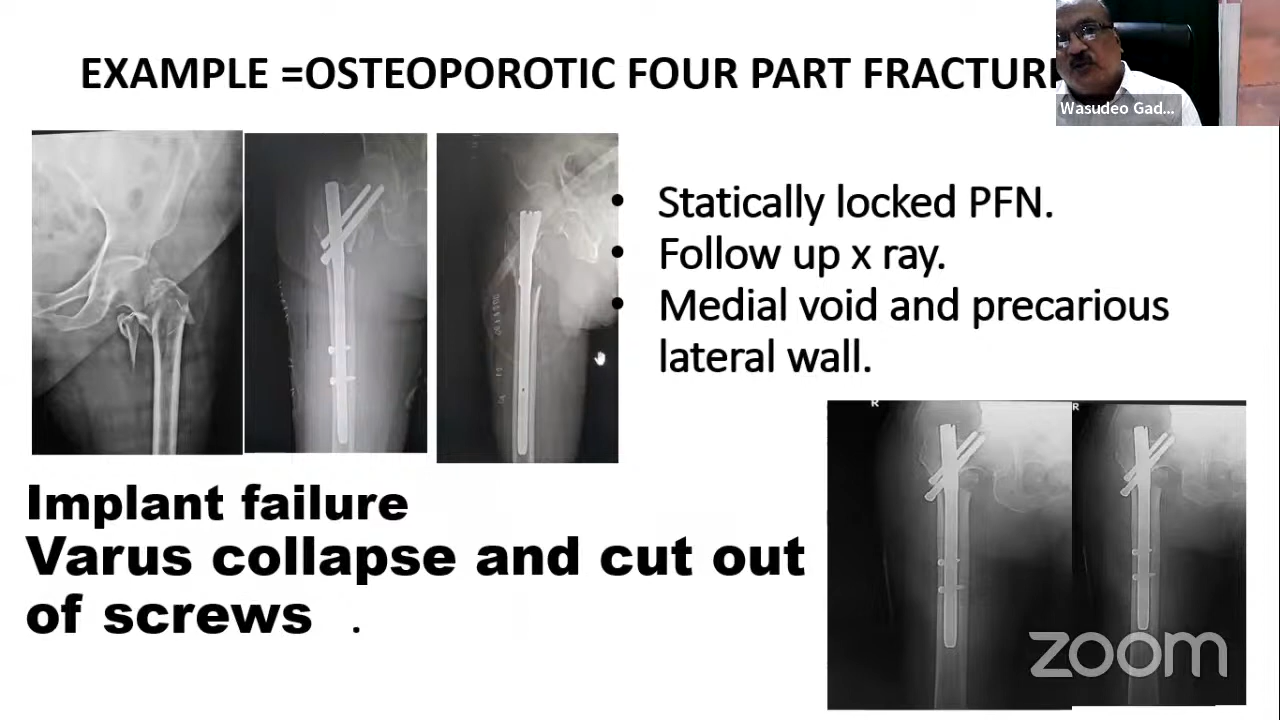 EXAMPLE =OSTEOPOROTIC FOUR PART FRACTURE
Wasudeo Gad...
• Statically locked PFN.
• Follow up x ray.
• Medial void and precarious
lateral wall.
R
R
Implant failure
Varus collapse and cut out
of screws .
zoom